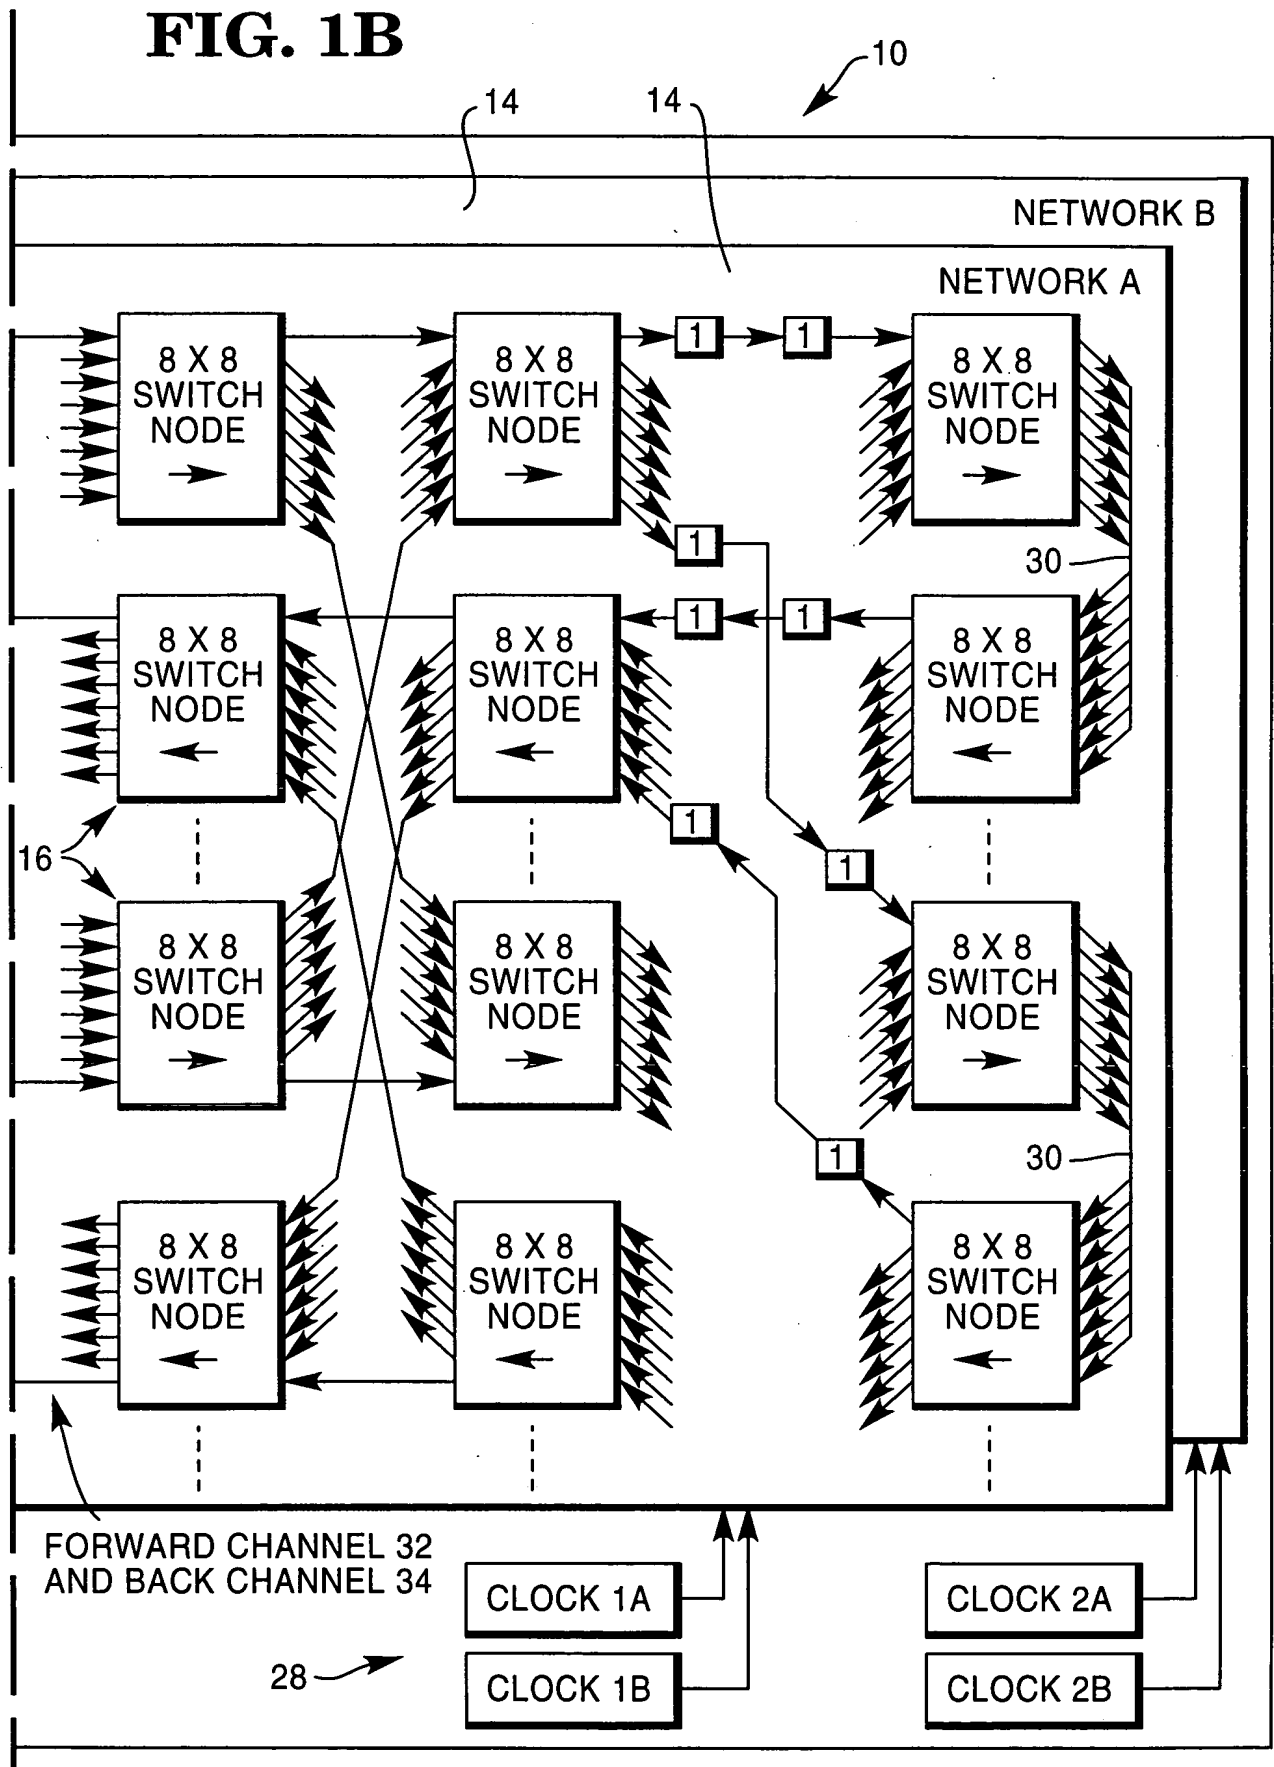 FIG. 1B
10
14
14
NETWORK B
NETWORK A
8 X 8
SWITCH
NODE
8 X 8
SWITCH
NODE
1
1
8 X 8
SWITCH
NODE
1
30
8 X 8
SWITCH
NODE
8 X 8
SWITCH
NODE
1
1
8 X 8
SWITCH
NODE
1
16
1
8 X 8
SWITCH
NODE
8 X 8
SWITCH
NODE
8 X 8
SWITCH
NODE
1
30
8 X 8
SWITCH
NODE
8 X 8
SWITCH
NODE
8 X 8
SWITCH
NODE
FORWARD CHANNEL 32
AND BACK CHANNEL 34
CLOCK 1A
CLOCK 2A
28
CLOCK 1B
CLOCK 2B